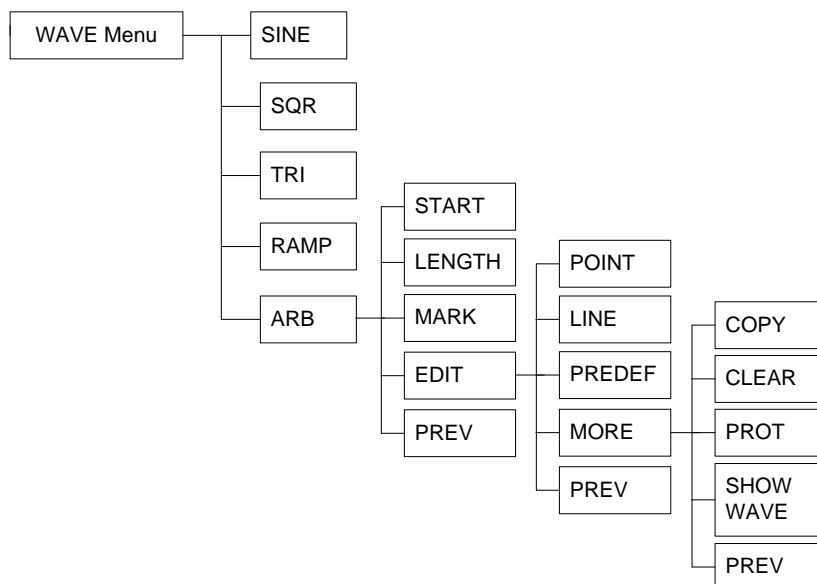 WAVE Menu
SINE
SQR
TRI
RAMP
ARB
START
LENGTH
MARK
EDIT
PREV
POINT
LINE
PREDEF
MORE
PREV
COPY
CLEAR
PROT
SHOW
WAVE
PREV